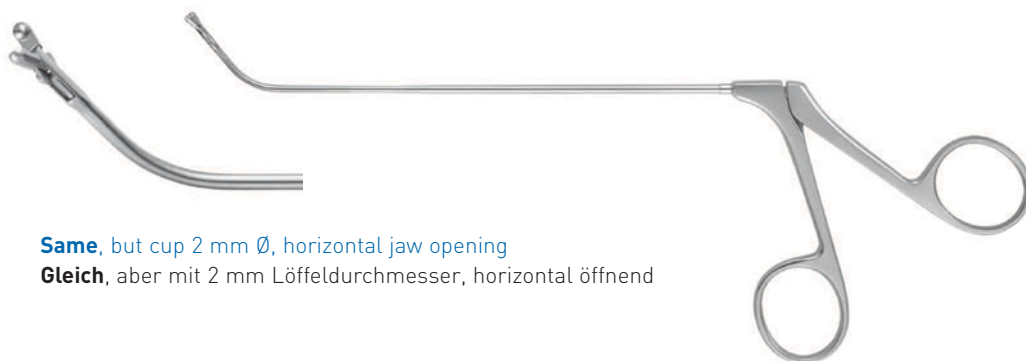 Same, but cup 2 mm Ø, horizontal jaw opening
Gleich, aber mit 2 mm Löffeldurchmesser, horizontal öffnend